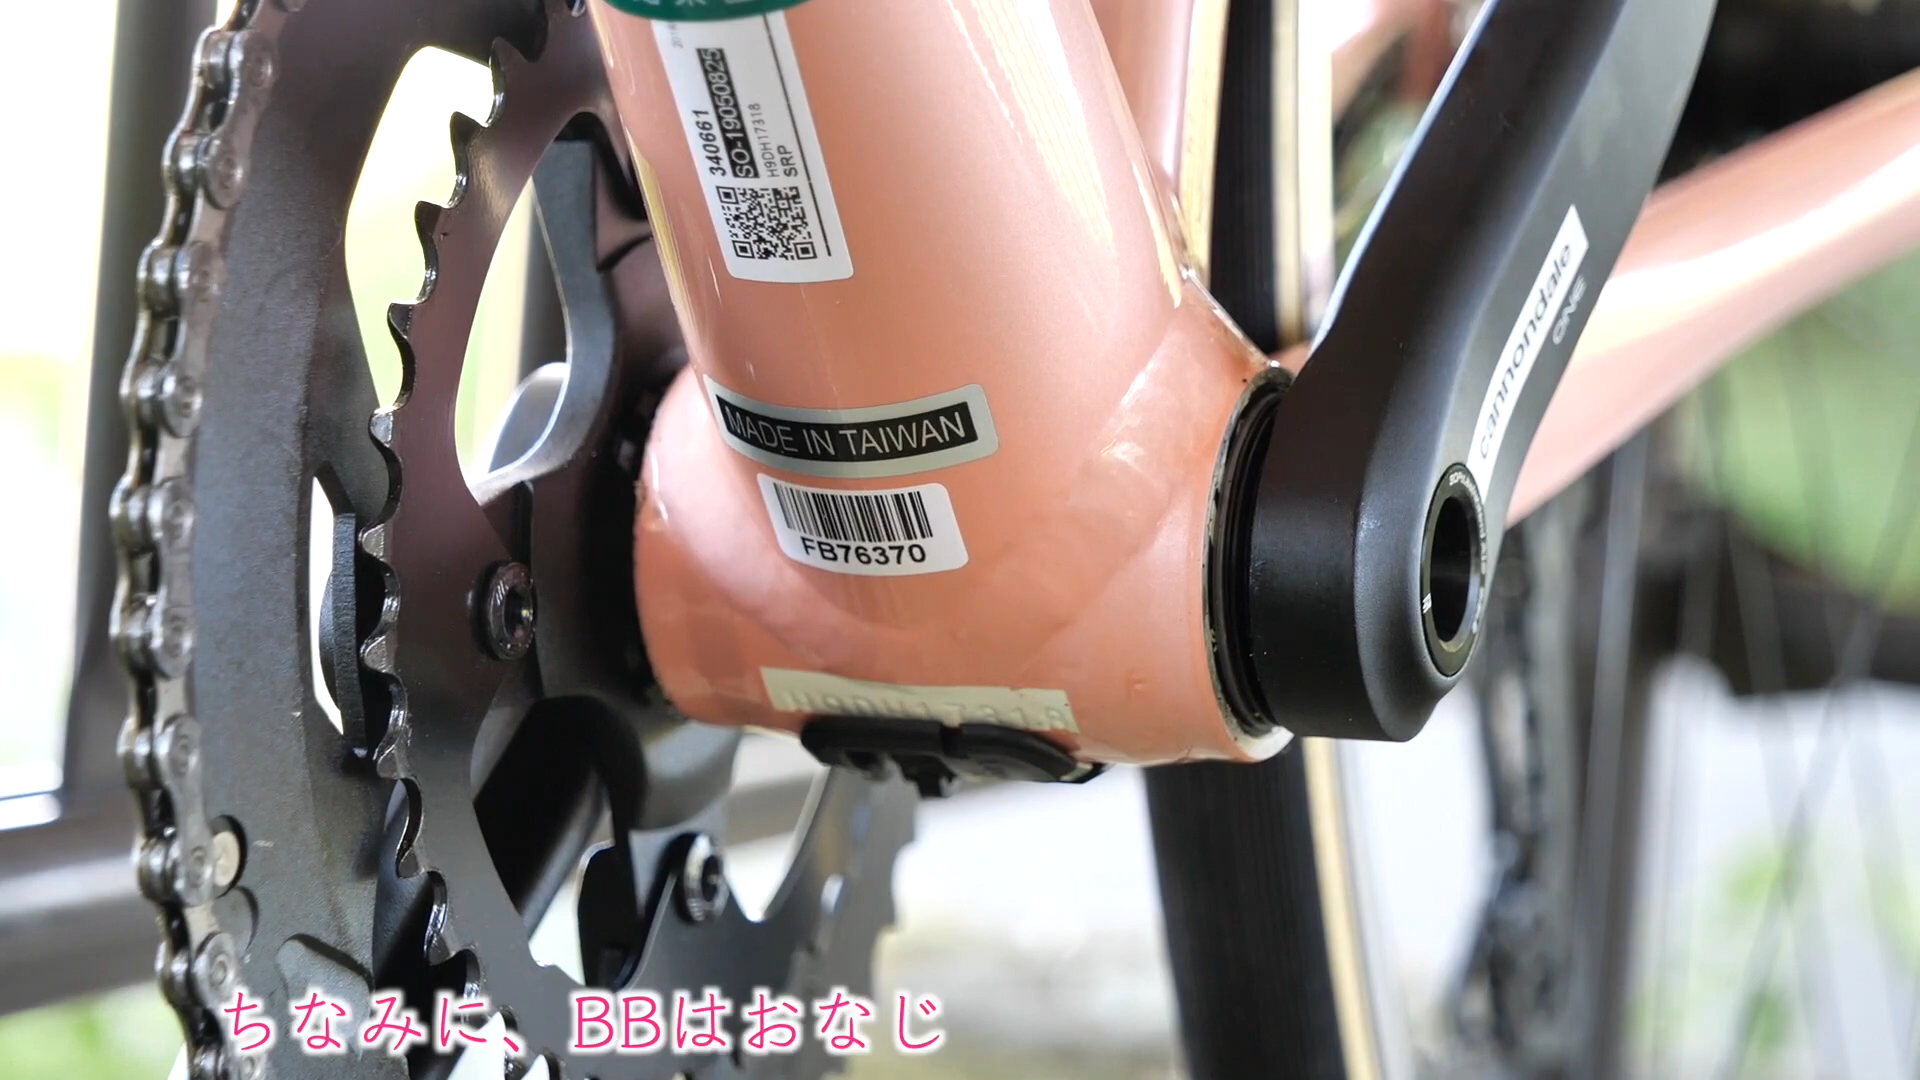 340661
SO-19050825
H9DH17318
SRP
cannondale
ONE
MADE IN TAIWAN
FB76370
H9DH17318
ちなみに、BBはおなじ